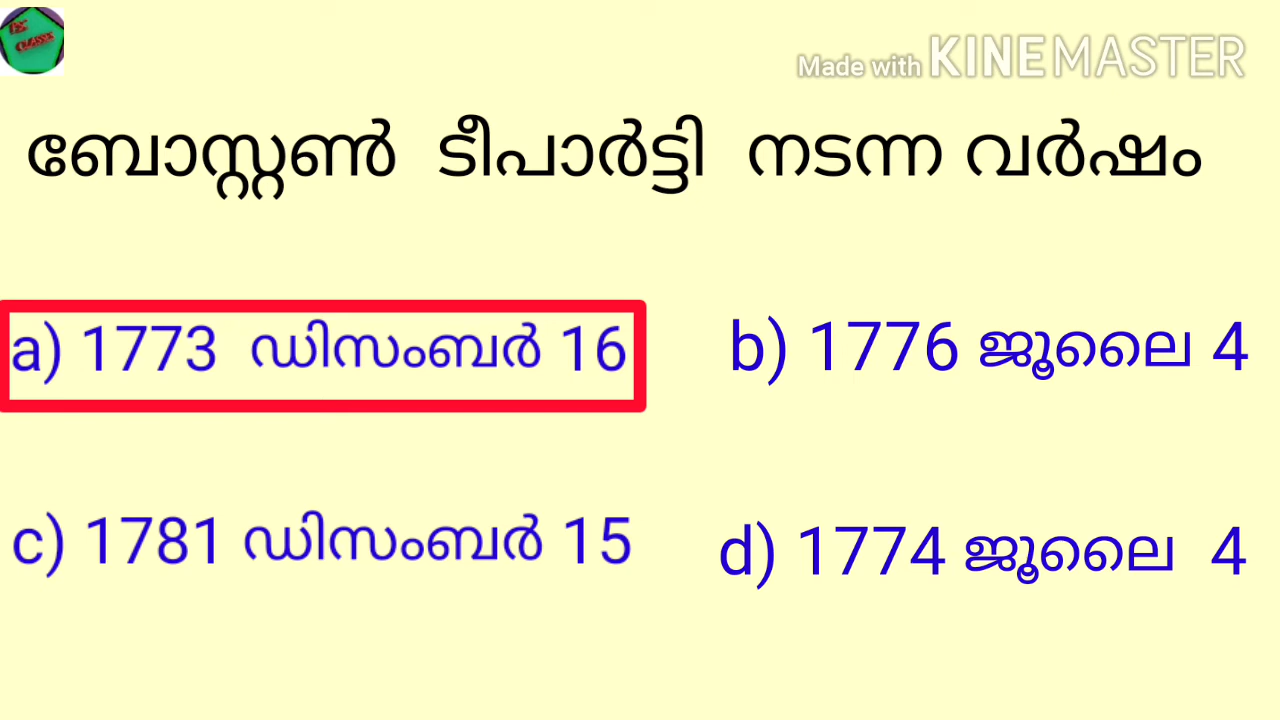 Made with KINEMASTER
ബോസ്റ്റൺ ടീപാർട്ടി നടന്ന വർഷം
a) 1773 ഡിസംബർ 16
b) 1776 ജൂലൈ 4
c) 1781 ഡിസംബർ 15
d) 1774 ജൂലൈ 4